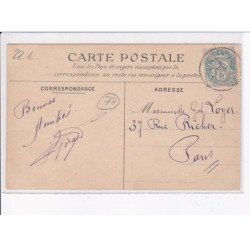 22 €
CARTE POSTALE
Tous les Pays étrangers n'acceptent pas la
correspondance au recto (se renseigner à la poste)
CORRESPONDANCE
ADRESSE
72
Bonnes
Amitiés
Mademoiselle
37 Rue Richer
Paris